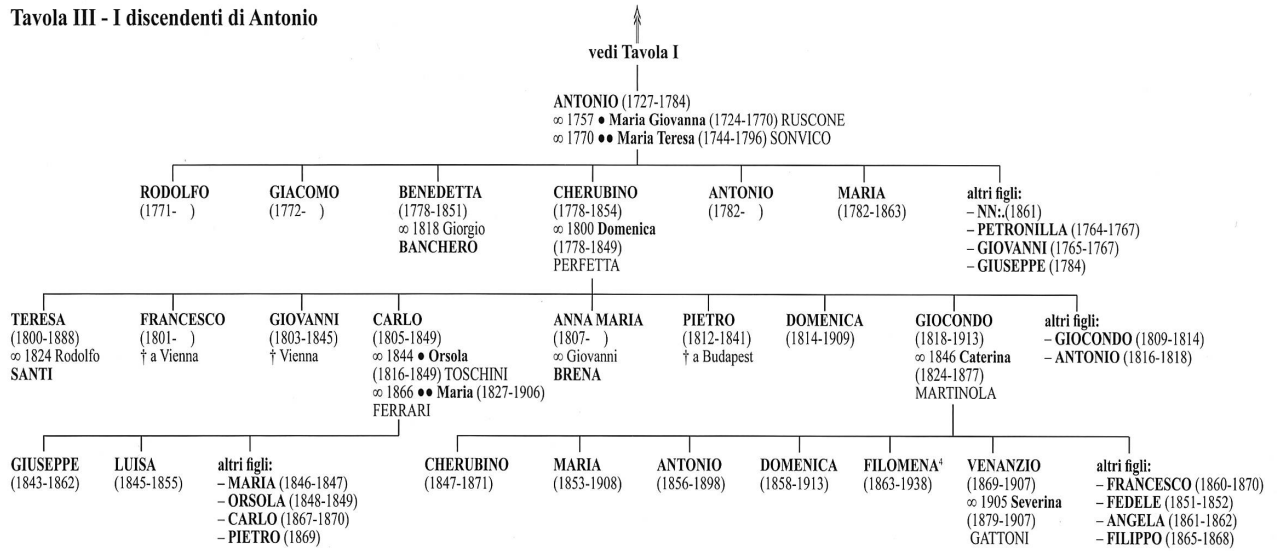 Tavola III - I discendenti di Antonio
vedi Tavola I
ANTONIO (1727-1784)
∞ 1757 • Maria Giovanna (1724-1770) RUSCONE
∞ 1770 •• Maria Teresa (1744-1796) SONVICO
RODOLFO
(1771-   )
GIACOMO
(1772-   )
BENEDETTA
(1778-1851)
∞ 1818 Giorgio
BANCHERO
CHERUBINO
(1778-1854)
∞ 1800 Domenica
(1778-1849)
PERFETTA
ANTONIO
(1782-   )
MARIA
(1782-1863)
altri figli:
– NN:.(1861)
– PETRONILLA (1764-1767)
– GIOVANNI (1765-1767)
– GIUSEPPE (1784)
TERESA
(1800-1888)
∞ 1824 Rodolfo
SANTI
FRANCESCO
(1801-   )
† a Vienna
GIOVANNI
(1803-1845)
† Vienna
CARLO
(1805-1849)
∞ 1844 • Orsola
(1816-1849) TOSCHINI
∞ 1866 •• Maria (1827-1906)
FERRARI
ANNA MARIA
(1807-   )
∞ Giovanni
BRENA
PIETRO
(1812-1841)
† a Budapest
DOMENICA
(1814-1909)
GIOCONDO
(1818-1913)
∞ 1846 Caterina
(1824-1877)
MARTINOLA
altri figli:
– GIOCONDO (1809-1814)
– ANTONIO (1816-1818)
GIUSEPPE
(1843-1862)
LUISA
(1845-1855)
altri figli:
– MARIA (1846-1847)
– ORSOLA (1848-1849)
– CARLO (1867-1870)
– PIETRO (1869)
CHERUBINO
(1847-1871)
MARIA
(1853-1908)
ANTONIO
(1856-1898)
DOMENICA
(1858-1913)
FILOMENA⁴
(1863-1938)
VENANZIO
(1869-1907)
∞ 1905 Severina
(1879-1907)
GATTONI
altri figli:
– FRANCESCO (1860-1870)
– FEDELE (1851-1852)
– ANGELA (1861-1862)
– FILIPPO (1865-1868)